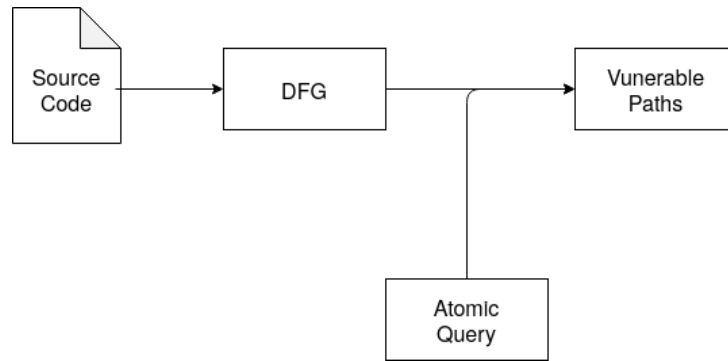 Source
Code
DFG
Vunerable
Paths
Atomic
Query